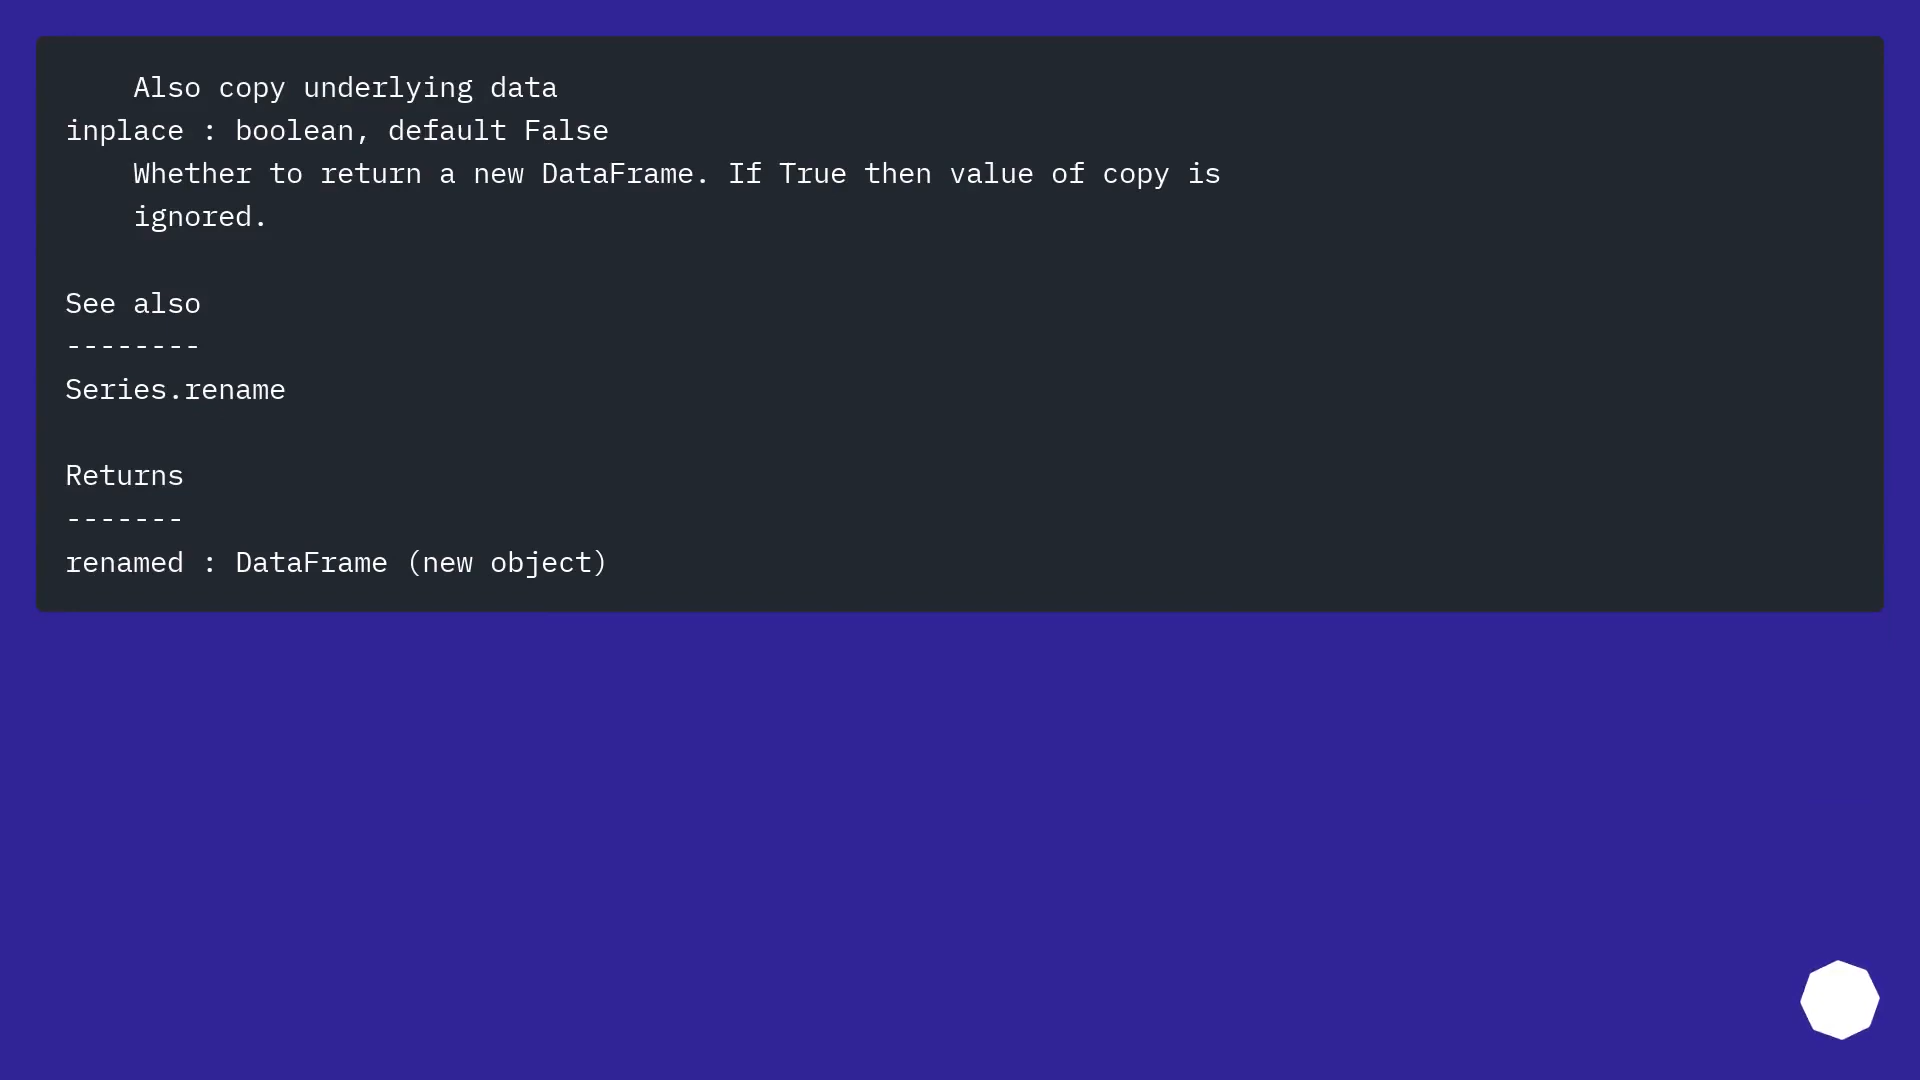 Also copy underlying data
inplace : boolean, default False
Whether to return a new DataFrame. If True then value of copy is
ignored.
See also
--------
Series.rename
Returns
-------
renamed : DataFrame (new object)